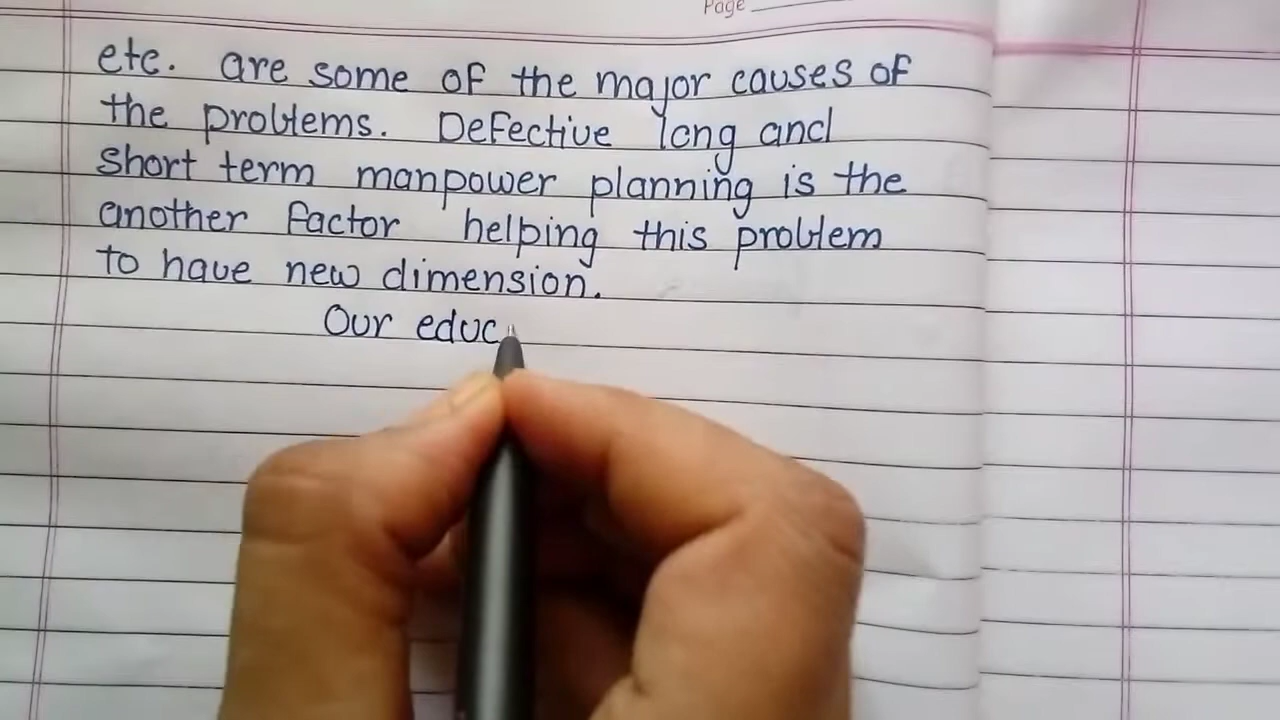 Page
etc. are some of the major causes of
the problems. Defective long and
short term manpower planning is the
another factor helping this problem
to have new dimension.
Our educ